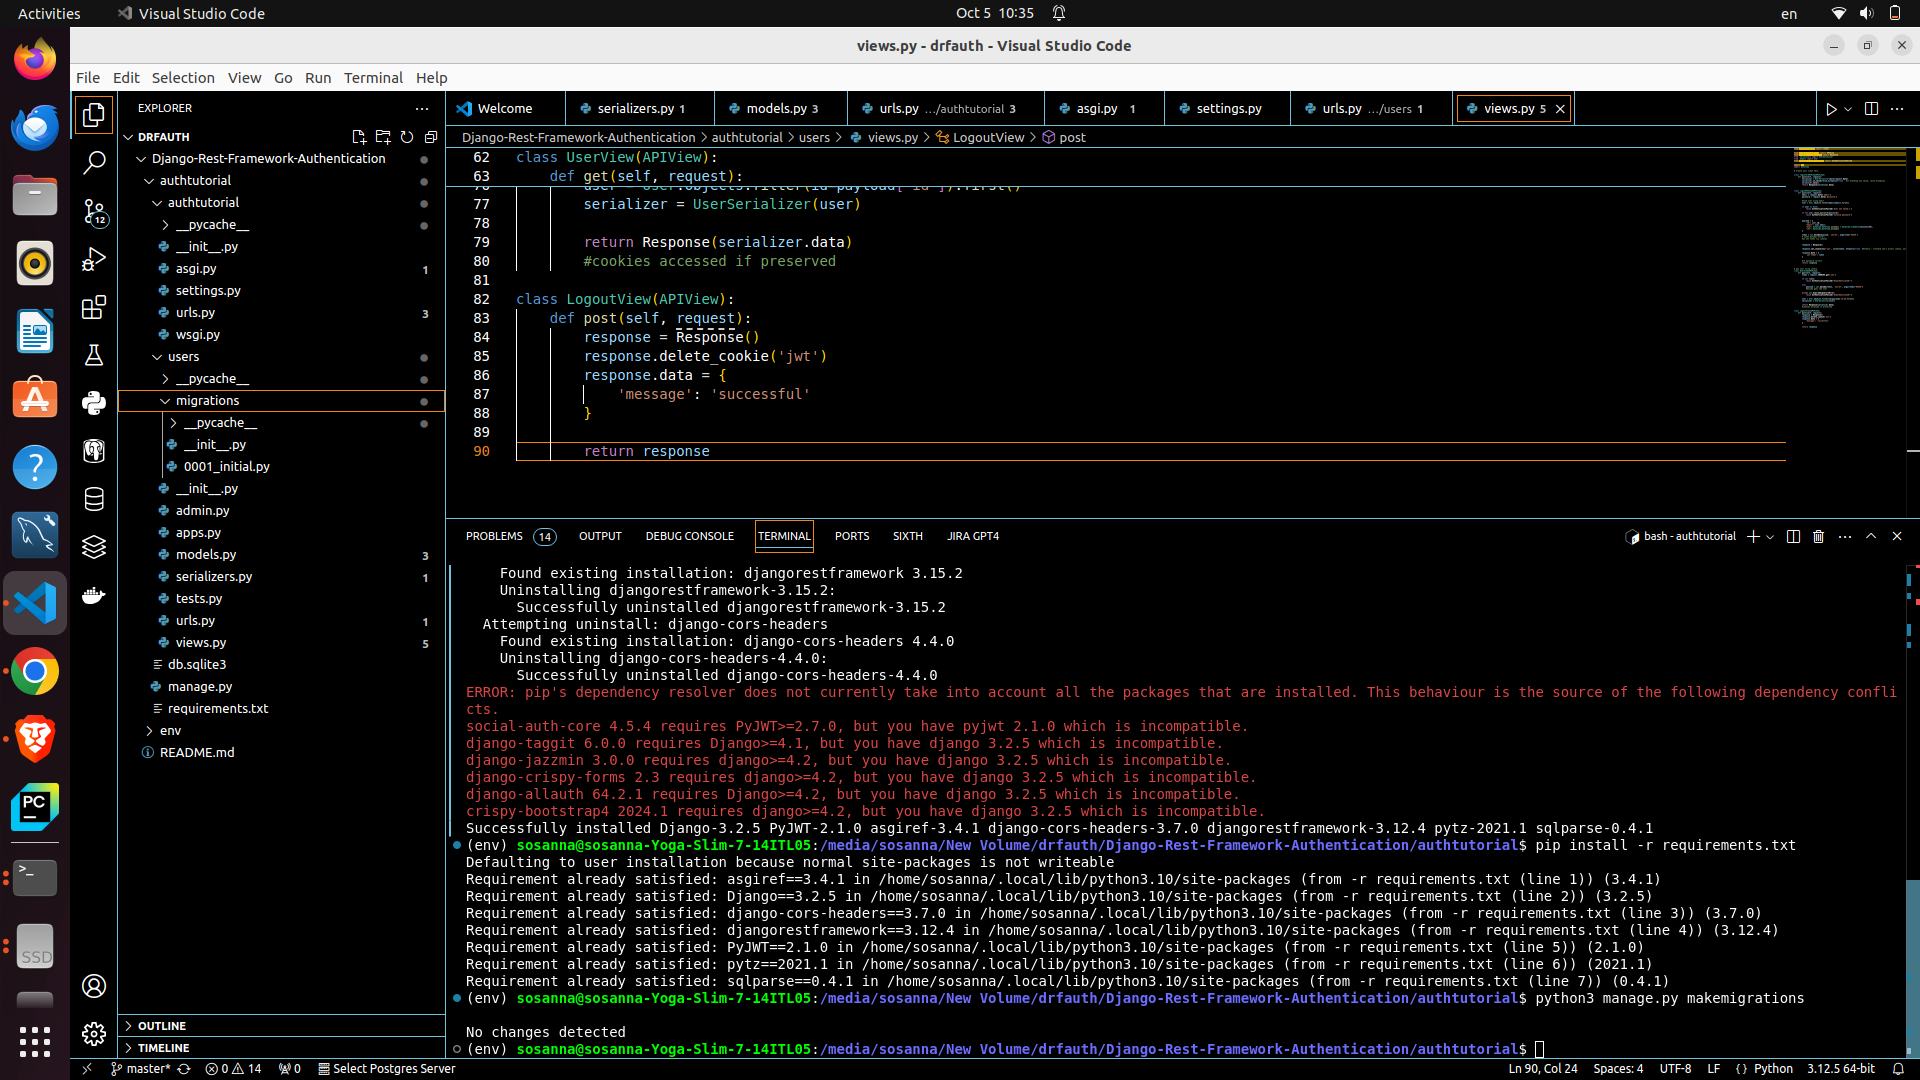 Activities
Visual Studio Code
Oct 5 10:35
en
views.py - drfauth - Visual Studio Code
File Edit Selection View Go Run Terminal Help
EXPLORER
DRFAUTH
Django-Rest-Framework-Authentication
authtutorial
authtutorial
__pycache__
__init__.py
asgi.py 1
settings.py
urls.py 3
wsgi.py
users
__pycache__
migrations
__pycache__
__init__.py
0001_initial.py
__init__.py
admin.py
apps.py
models.py 3
serializers.py 1
tests.py
urls.py 1
views.py 5
db.sqlite3
manage.py
requirements.txt
env
README.md
OUTLINE
TIMELINE
12
SSD
Welcome
serializers.py 1
models.py 3
urls.py .../authtutorial 3
asgi.py 1
settings.py
urls.py .../users 1
views.py 5
Django-Rest-Framework-Authentication > authtutorial > users > views.py > LogoutView > post
62 class UserView(APIView):
63 def get(self, request):
77 serializer = UserSerializer(user)
78
79 return Response(serializer.data)
80 #cookies accessed if preserved
81
82 class LogoutView(APIView):
83 def post(self, request):
84 response = Response()
85 response.delete_cookie('jwt')
86 response.data = {
87 'message': 'successful'
88 }
89
90 return response
PROBLEMS 14 OUTPUT DEBUG CONSOLE TERMINAL PORTS SIXTH JIRA GPT4
bash - authtutorial
Found existing installation: djangorestframework 3.15.2
Uninstalling djangorestframework-3.15.2:
Successfully uninstalled djangorestframework-3.15.2
Attempting uninstall: django-cors-headers
Found existing installation: django-cors-headers 4.4.0
Uninstalling django-cors-headers-4.4.0:
Successfully uninstalled django-cors-headers-4.4.0
ERROR: pip's dependency resolver does not currently take into account all the packages that are installed. This behaviour is the source of the following dependency confli
cts.
social-auth-core 4.5.4 requires PyJWT>=2.7.0, but you have pyjwt 2.1.0 which is incompatible.
django-taggit 6.0.0 requires Django>=4.1, but you have django 3.2.5 which is incompatible.
django-jazzmin 3.0.0 requires django>=4.2, but you have django 3.2.5 which is incompatible.
django-crispy-forms 2.3 requires django>=4.2, but you have django 3.2.5 which is incompatible.
django-allauth 64.2.1 requires Django>=4.2, but you have django 3.2.5 which is incompatible.
crispy-bootstrap4 2024.1 requires django>=4.2, but you have django 3.2.5 which is incompatible.
Successfully installed Django-3.2.5 PyJWT-2.1.0 asgiref-3.4.1 django-cors-headers-3.7.0 djangorestframework-3.12.4 pytz-2021.1 sqlparse-0.4.1
(env) sosanna@sosanna-Yoga-Slim-7-14ITL05:/media/sosanna/New Volume/drfauth/Django-Rest-Framework-Authentication/authtutorial$ pip install -r requirements.txt
Defaulting to user installation because normal site-packages is not writeable
Requirement already satisfied: asgiref==3.4.1 in /home/sosanna/.local/lib/python3.10/site-packages (from -r requirements.txt (line 1)) (3.4.1)
Requirement already satisfied: Django==3.2.5 in /home/sosanna/.local/lib/python3.10/site-packages (from -r requirements.txt (line 2)) (3.2.5)
Requirement already satisfied: django-cors-headers==3.7.0 in /home/sosanna/.local/lib/python3.10/site-packages (from -r requirements.txt (line 3)) (3.7.0)
Requirement already satisfied: djangorestframework==3.12.4 in /home/sosanna/.local/lib/python3.10/site-packages (from -r requirements.txt (line 4)) (3.12.4)
Requirement already satisfied: PyJWT==2.1.0 in /home/sosanna/.local/lib/python3.10/site-packages (from -r requirements.txt (line 5)) (2.1.0)
Requirement already satisfied: pytz==2021.1 in /home/sosanna/.local/lib/python3.10/site-packages (from -r requirements.txt (line 6)) (2021.1)
Requirement already satisfied: sqlparse==0.4.1 in /home/sosanna/.local/lib/python3.10/site-packages (from -r requirements.txt (line 7)) (0.4.1)
(env) sosanna@sosanna-Yoga-Slim-7-14ITL05:/media/sosanna/New Volume/drfauth/Django-Rest-Framework-Authentication/authtutorial$ python3 manage.py makemigrations
No changes detected
(env) sosanna@sosanna-Yoga-Slim-7-14ITL05:/media/sosanna/New Volume/drfauth/Django-Rest-Framework-Authentication/authtutorial$
master* 0 14 0 Select Postgres Server
Ln 90, Col 24 Spaces: 4 UTF-8 LF Python 3.12.5 64-bit